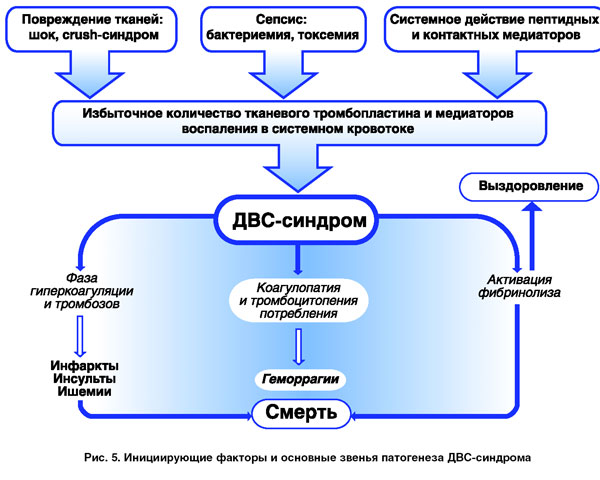 Повреждение тканей:
шок, crush-синдром
Сепсис:
бактериемия, токсемия
Системное действие пептидных
и контактных медиаторов
Избыточное количество тканевого тромбопластина и медиаторов
воспаления в системном кровотоке
Выздоровление
ДВС-синдром
Фаза
гиперкоагуляции
и тромбозов
Коагулопатия
и тромбоцитопения
потребления
Активация
фибринолиза
Инфаркты
Инсульты
Ишемии
Геморрагии
Смерть
Рис. 5. Инициирующие факторы и основные звенья патогенеза ДВС-синдрома